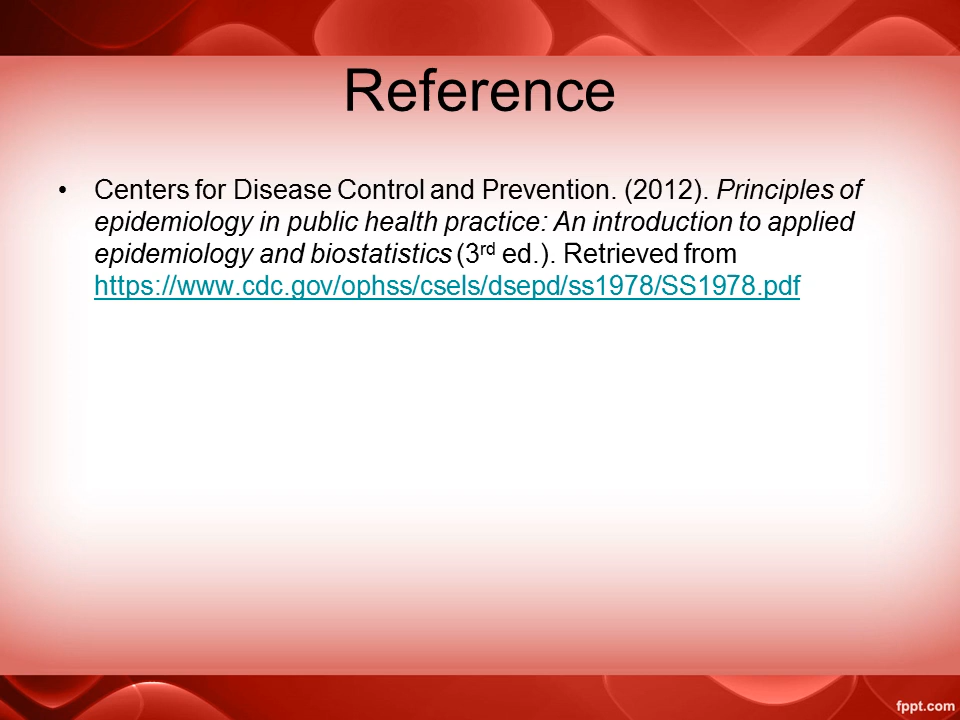 Reference
• Centers for Disease Control and Prevention. (2012). Principles of
epidemiology in public health practice: An introduction to applied
epidemiology and biostatistics (3rd ed.). Retrieved from
https://www.cdc.gov/ophss/csels/dsepd/ss1978/SS1978.pdf
fppt.com